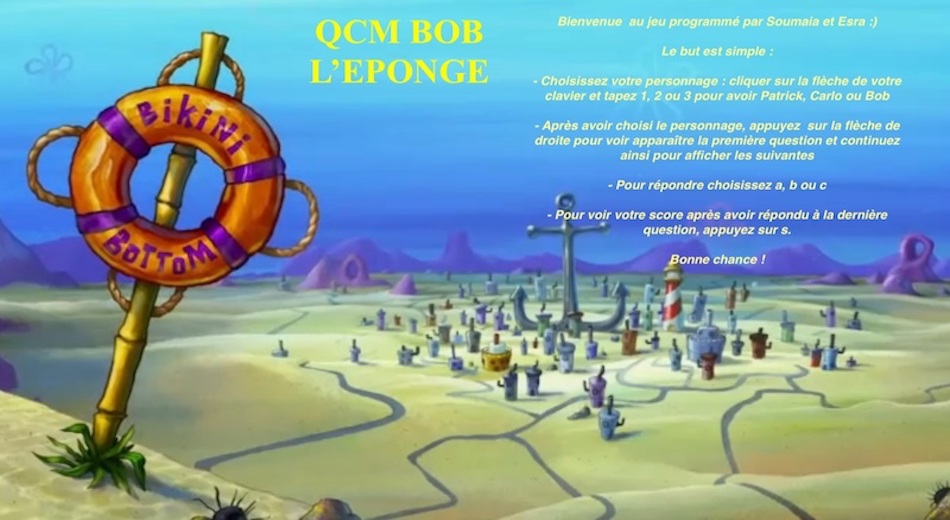 BiKiNi
BoTToM
QCM BOB
L’EPONGE
Bienvenue au jeu programmé par Soumaia et Esra :)
Le but est simple :
- Choisissez votre personnage : cliquer sur la flèche de votre
clavier et tapez 1, 2 ou 3 pour avoir Patrick, Carlo ou Bob
- Après avoir choisi le personnage, appuyez sur la flèche de
droite pour voir apparaître la première question et continuez
ainsi pour afficher les suivantes
- Pour répondre choisissez a, b ou c
- Pour voir votre score après avoir répondu à la dernière
question, appuyez sur s.
Bonne chance !